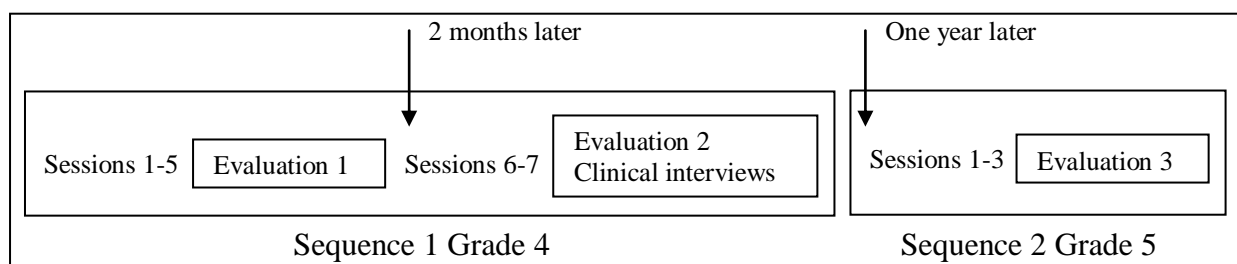 2 months later
One year later
Sessions 1-5
Evaluation 1
Sessions 6-7
Evaluation 2
Clinical interviews
Sessions 1-3
Evaluation 3
Sequence 1 Grade 4
Sequence 2 Grade 5